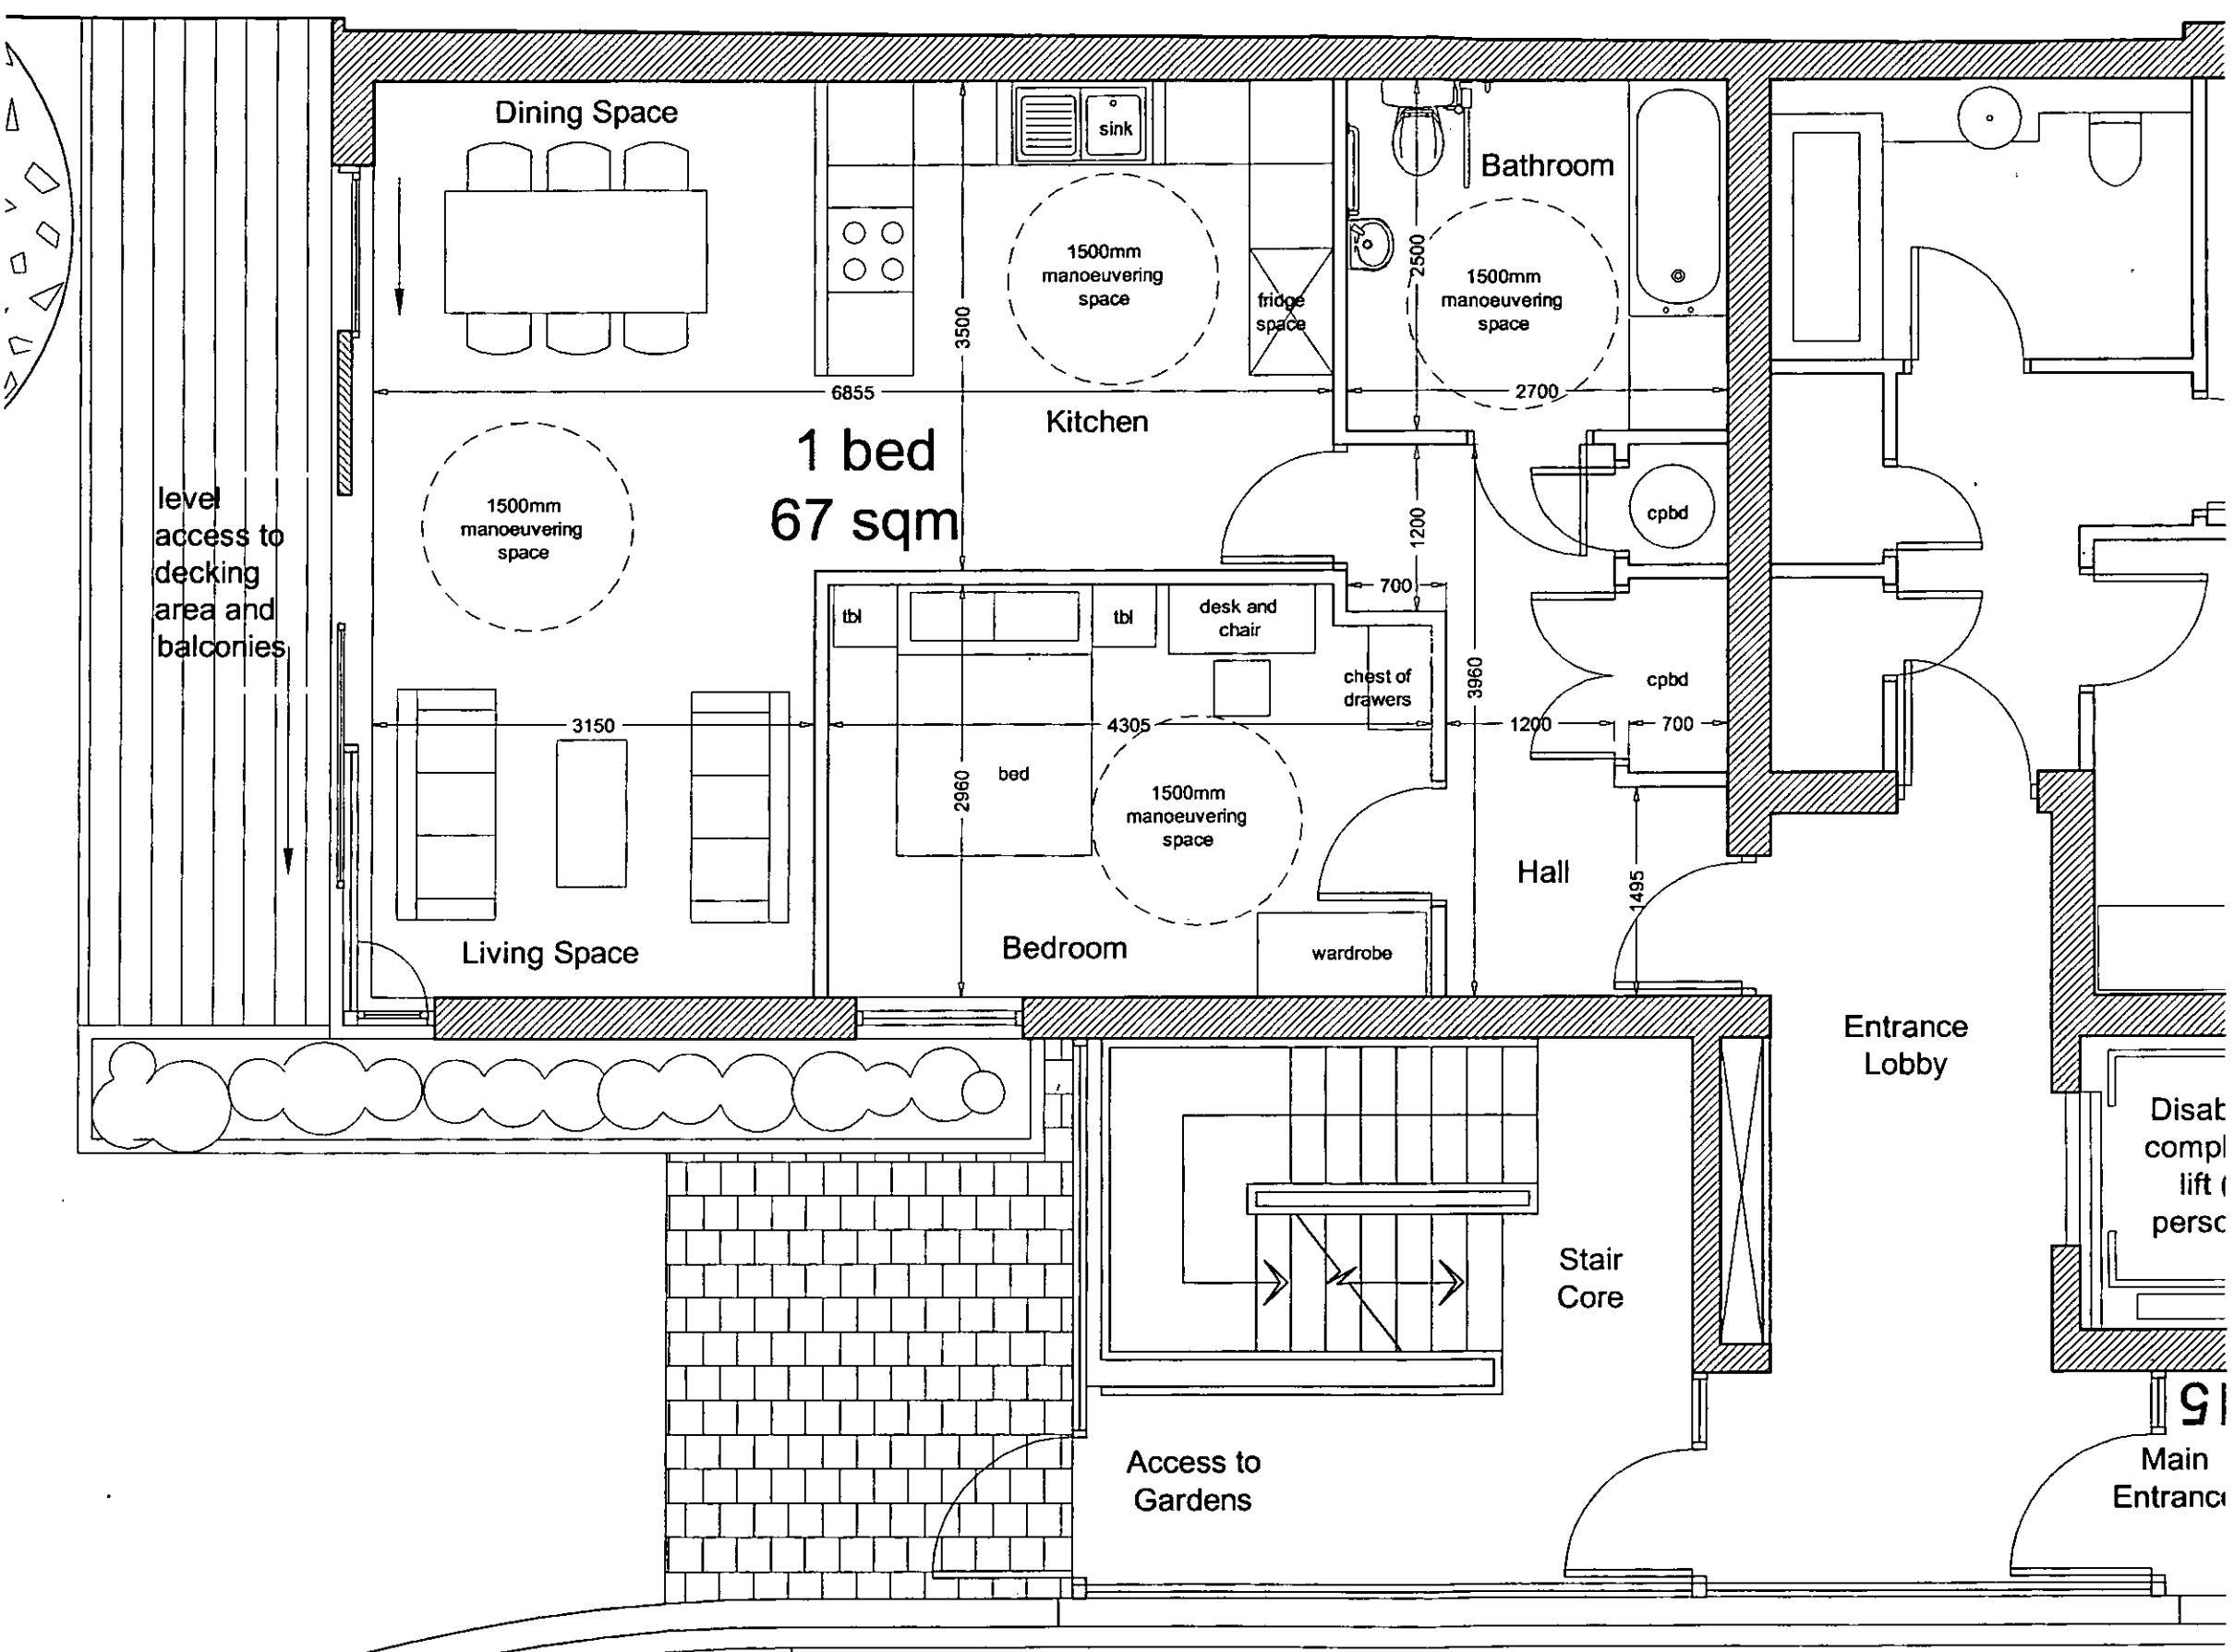 Dining Space
sink
Bathroom
1500mm
manoeuvering
space
1500mm
manoeuvering
space
2500
fridge
space
3500
6855
2700
Kitchen
1 bed
67 sqm
level
access to
decking
area and
balconies
1500mm
manoeuvering
space
cpbd
1200
700
tbl
tbl
desk and
chair
chest of
drawers
3960
cpbd
3150
4305
1200
700
bed
2960
1500mm
manoeuvering
space
Hall
1495
Living Space
Bedroom
wardrobe
Entrance
Lobby
lift
Stair
Core
Access to
Gardens
15
Main